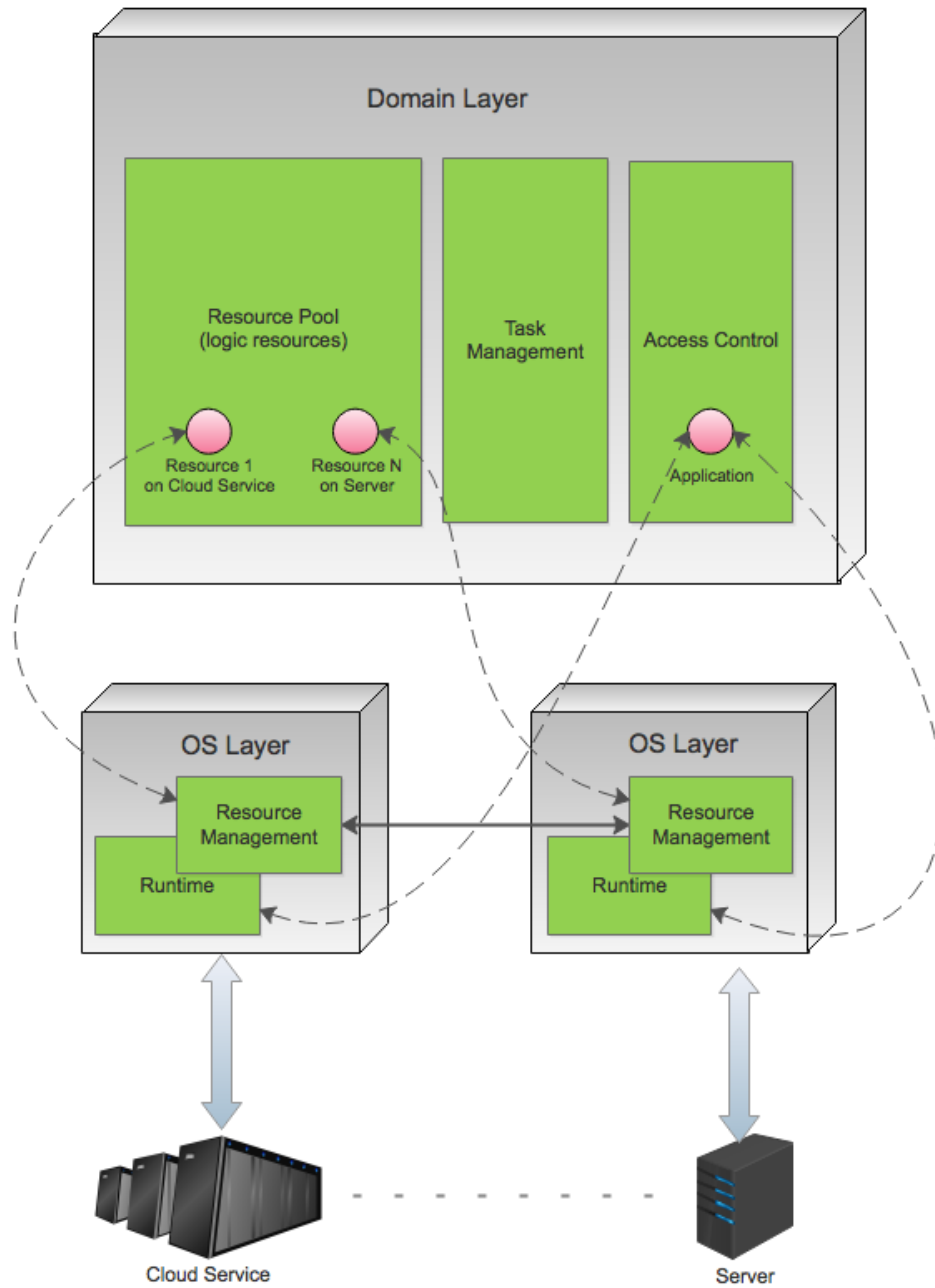 Domain Layer
Resource Pool
(logic resources)
Task
Management
Access Control
Resource 1
on Cloud Service
Resource N
on Server
Application
OS Layer
Resource
Management
Runtime
OS Layer
Resource
Management
Runtime
Cloud Service
Server